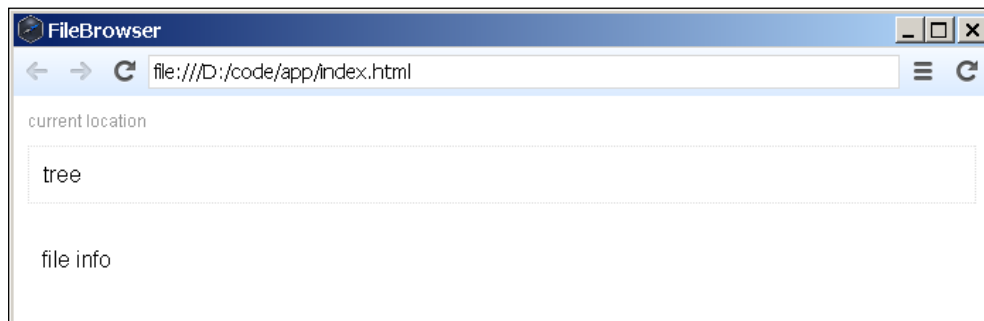 FileBrowser
file:///D:/code/app/index.html
current location
tree
file info